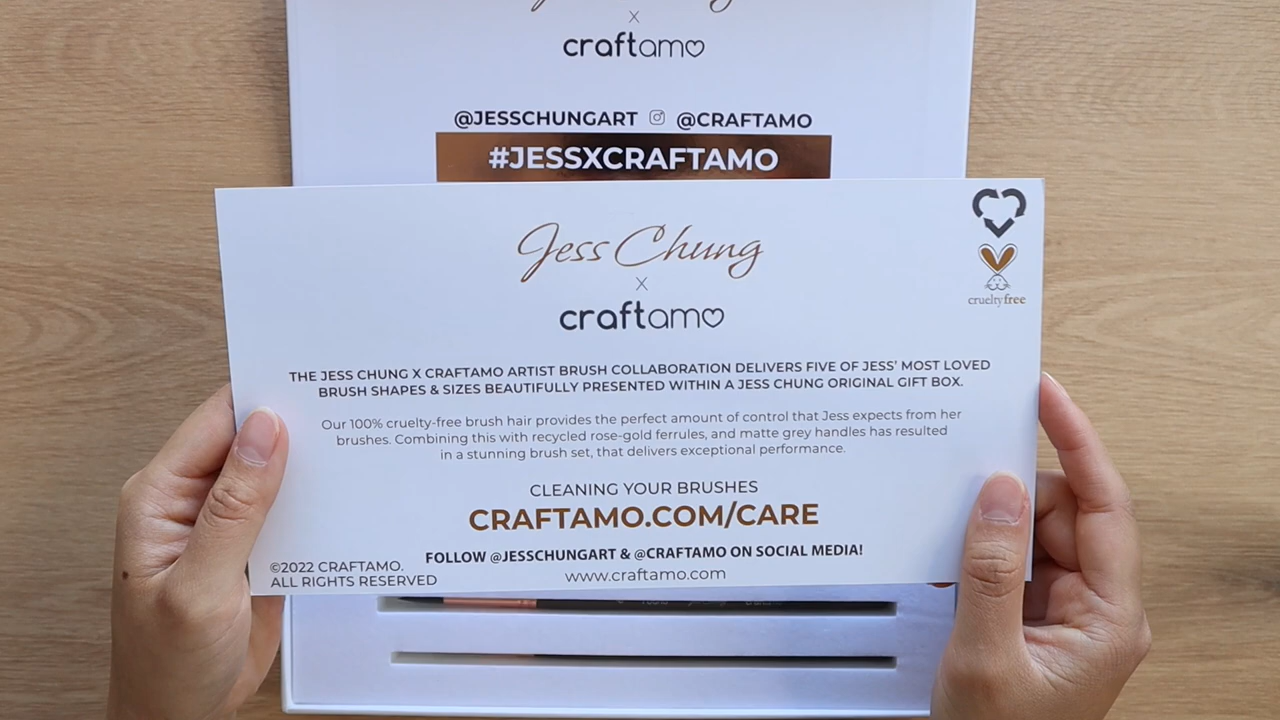 x
craftamo
@JESSCHUNGART @CRAFTAMO
#JESSXCRAFTAMO
Jess Chung
x
craftamo
crueltyfree
THE JESS CHUNG X CRAFTAMO ARTIST BRUSH COLLABORATION DELIVERS FIVE OF JESS' MOST LOVED
BRUSH SHAPES & SIZES BEAUTIFULLY PRESENTED WITHIN A JESS CHUNG ORIGINAL GIFT BOX.
Our 100% cruelty-free brush hair provides the perfect amount of control that Jess expects from her
brushes. Combining this with recycled rose-gold ferrules, and matte grey handles has resulted
in a stunning brush set, that delivers exceptional performance.
CLEANING YOUR BRUSHES
CRAFTAMO.COM/CARE
FOLLOW @JESSCHUNGART & @CRAFTAMO ON SOCIAL MEDIA!
www.craftamo.com
©2022 CRAFTAMO.
ALL RIGHTS RESERVED